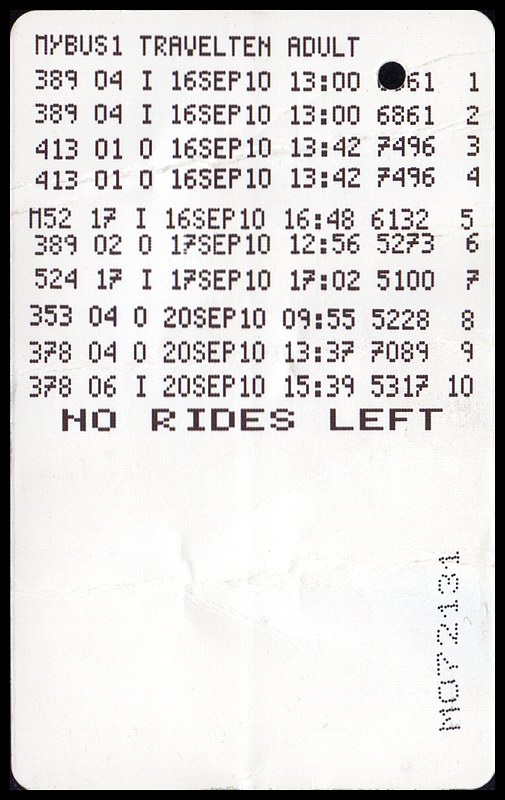 MYBUS1 TRAVELTEN ADULT
389 04 I 16SEP10 13:00 61 1
389 04 I 16SEP10 13:00 6861 2
413 01 O 16SEP10 13:42 7496 3
413 01 O 16SEP10 13:42 7496 4
M52 17 I 16SEP10 16:48 6132 5
389 02 O 17SEP10 12:56 5273 6
524 17 I 17SEP10 17:02 5100 7
353 04 O 20SEP10 09:55 5228 8
378 04 O 20SEP10 13:37 7089 9
378 06 I 20SEP10 15:39 5317 10
NO RIDES LEFT
M072131